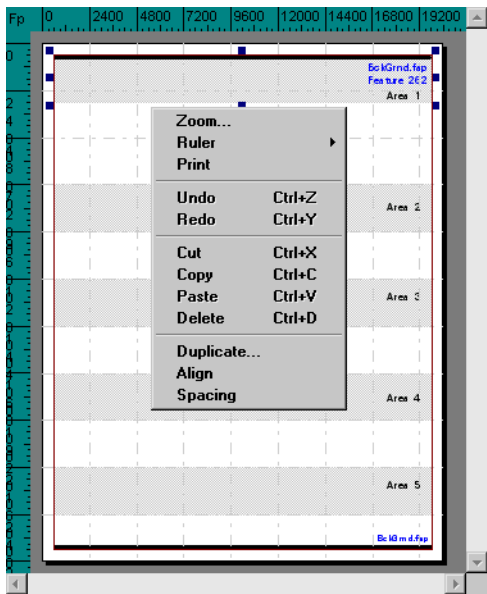 Fp 0 2400 4800 7200 9600 12000 14400 16800 19200
BckGrnd.fap
Feature 262
Area 1
Zoom...
Ruler
Print
Undo Ctrl+Z
Redo Ctrl+Y
Area 2
Cut Ctrl+X
Copy Ctrl+C
Paste Ctrl+V
Area 3
Delete Ctrl+D
Duplicate...
Align
Spacing
Area 4
Area 5
BckGrnd.fap